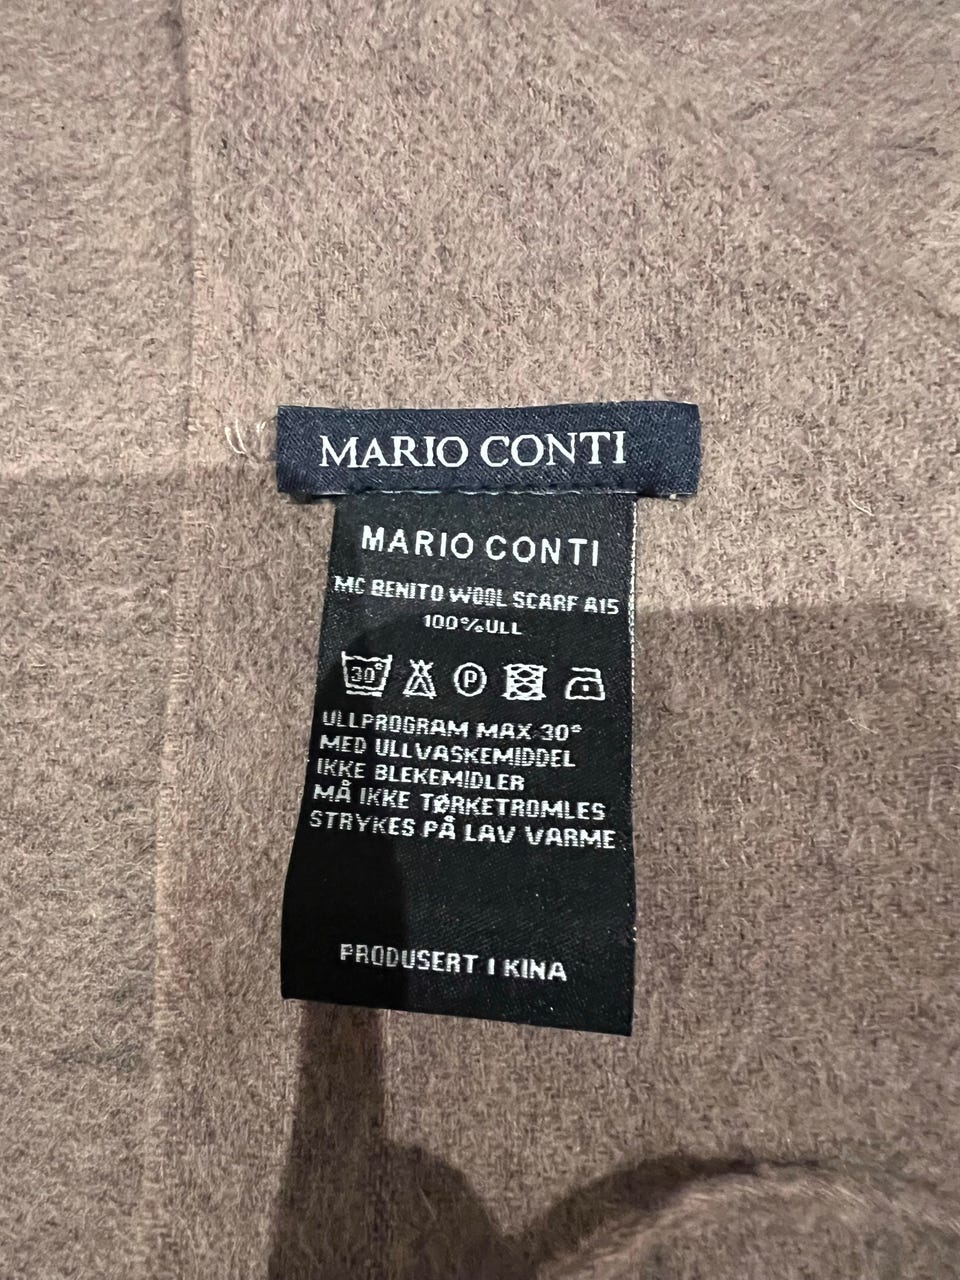 MARIO CONTI
MARIO CONTI
MC BENITO WOOL SCARF A15
100%ULL
30° P
ULLPROGRAM MAX 30°
MED ULLVASKEMIDDEL
IKKE BLEKEMIDLER
MÅ IKKE TØRKETROMLES
STRYKES PÅ LAV VARME
PRODUSERT I KINA